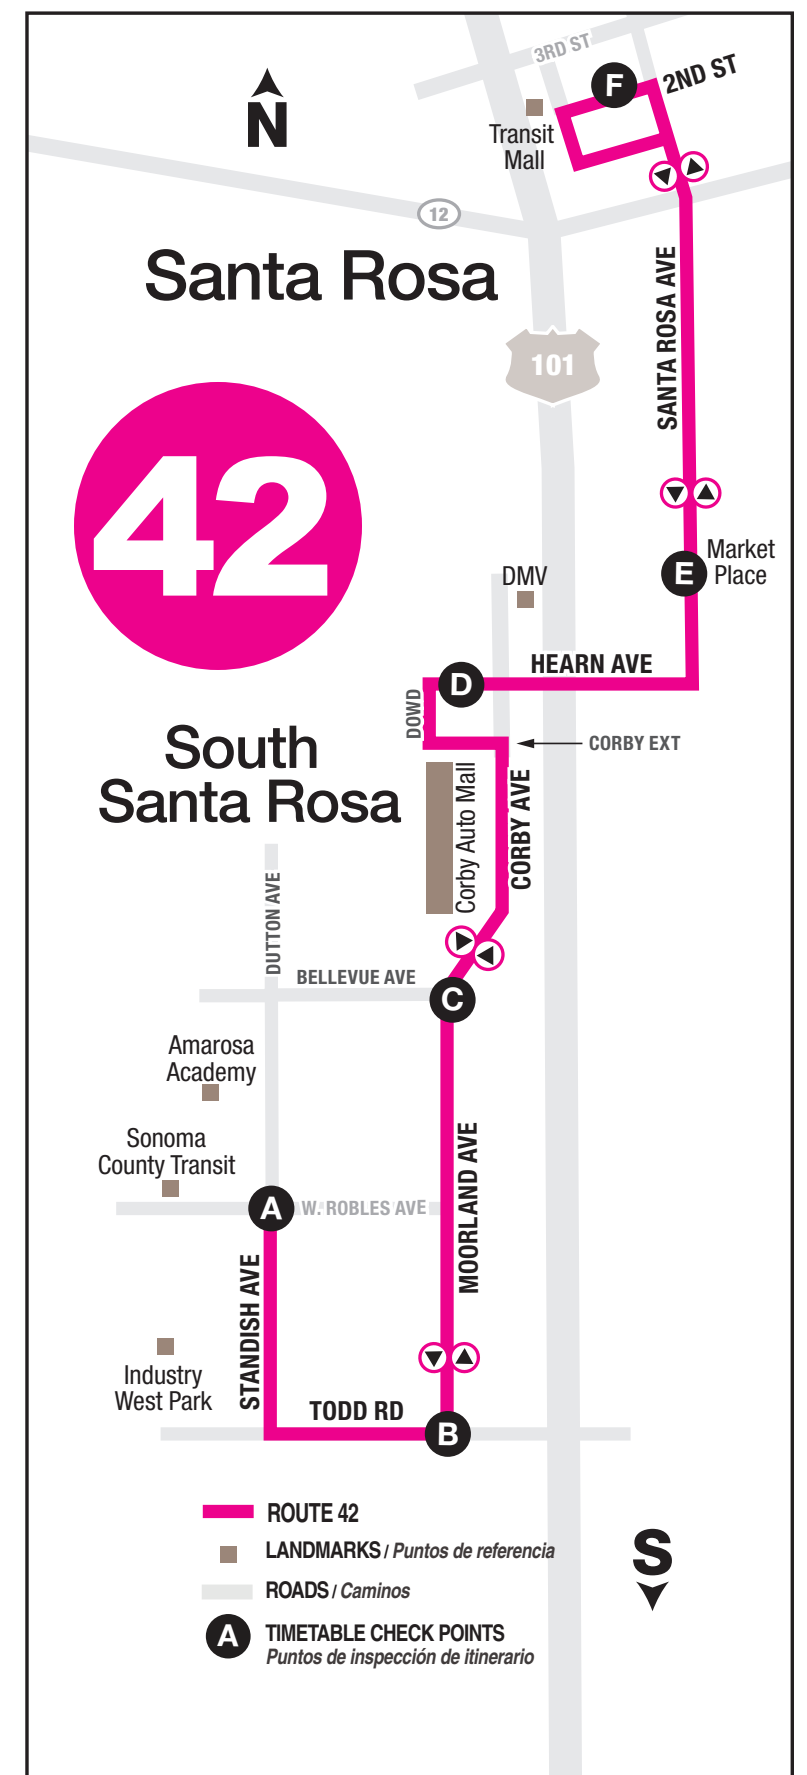 3RD ST
F
2ND ST
N
Transit
Mall
12
Santa Rosa
SANTA ROSA AVE
101
42
Market
Place
E
DMV
HEARN AVE
D
DOWD
CORBY EXT
South
Santa Rosa
Corby Auto Mall
CORBY AVE
DUTTON AVE
BELLEVUE AVE
C
Amarosa
Academy
Sonoma
County Transit
A
W. ROBLES AVE
MOORLAND AVE
STANDISH AVE
Industry
West Park
TODD RD
B
ROUTE 42
LANDMARKS / Puntos de referencia
ROADS / Caminos
A
TIMETABLE CHECK POINTS
Puntos de inspección de itinerario
S